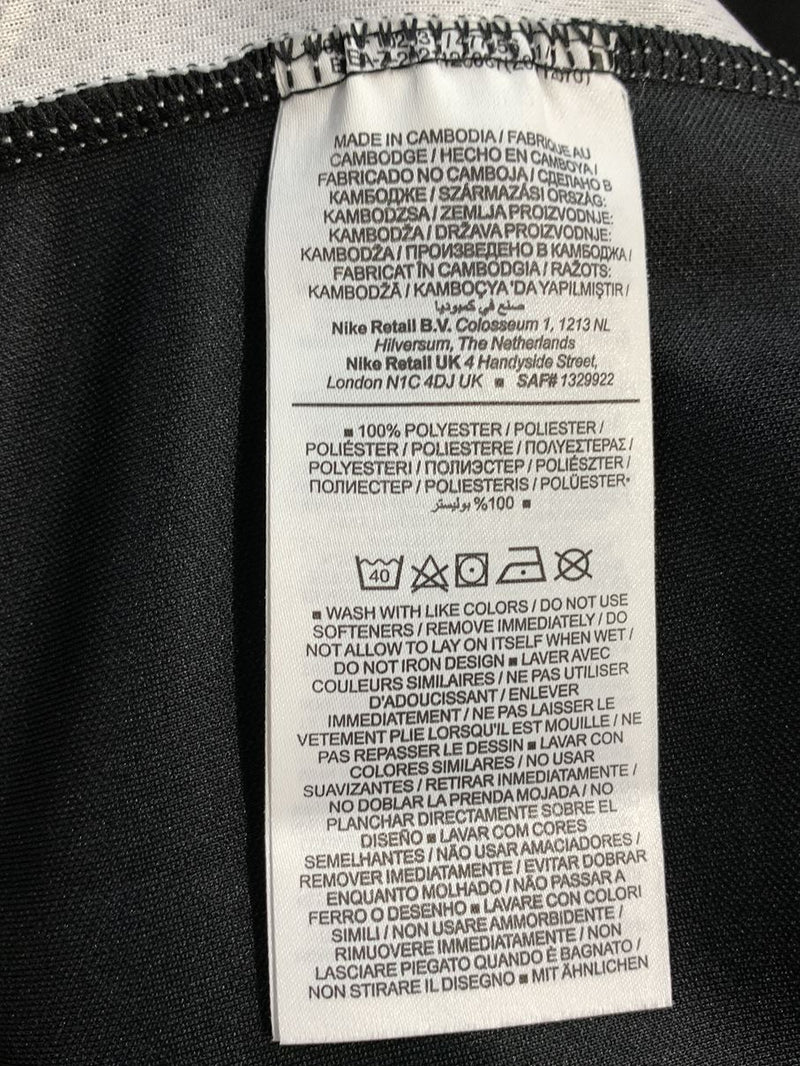 MADE IN CAMBODIA / FABRIQUE AU
CAMBODGE / HECHO EN CAMBOYA /
FABRICADO NO CAMBOJA / СДЕЛАНО В
КАМБОДЖЕ / SZÁRMAZÁSI ORSZÁG:
KAMBODZSA / ZEMLJA PROIZVODNJE:
KAMBODŽA / DRŽAVA PROIZVODNJE:
KAMBODŽA / ПРОИЗВЕДЕНО В КАМБОДЖА /
FABRICAT ÎN CAMBODGIA / RAŽOTS:
KAMBODŽĀ / KAMBOÇYA 'DA YAPILMIŞTIR /
صنع في كمبوديا
Nike Retail B.V. Colosseum 1, 1213 NL
Hilversum, The Netherlands
Nike Retail UK 4 Handyside Street,
London N1C 4DJ UK ■ SAF# 1329922
■ 100% POLYESTER / POLIESTER /
POLIÉSTER / POLIESTERE / ΠΟΛΥΕΣΤΕΡΑΣ /
POLYESTERI / ПОЛИЭСТЕР / POLIÉSZTER /
ПОЛИЕСТЕР / POLIESTERIS / POLÜESTER*
100% بوليستر ■
40
■ WASH WITH LIKE COLORS / DO NOT USE
SOFTENERS / REMOVE IMMEDIATELY / DO
NOT ALLOW TO LAY ON ITSELF WHEN WET /
DO NOT IRON DESIGN ■ LAVER AVEC
COULEURS SIMILAIRES / NE PAS UTILISER
D'ADOUCISSANT / ENLEVER
IMMEDIATEMENT / NE PAS LAISSER LE
VETEMENT PLIE LORSQU'IL EST MOUILLE / NE
PAS REPASSER LE DESSIN ■ LAVAR CON
COLORES SIMILARES / NO USAR
SUAVIZANTES / RETIRAR INMEDIATAMENTE /
NO DOBLAR LA PRENDA MOJADA / NO
PLANCHAR DIRECTAMENTE SOBRE EL
DISEÑO ■ LAVAR COM CORES
SEMELHANTES / NÃO USAR AMACIADORES /
REMOVER IMEDIATAMENTE / EVITAR DOBRAR
ENQUANTO MOLHADO / NÃO PASSAR A
FERRO O DESENHO ■ LAVARE CON COLORI
SIMILI / NON USARE AMMORBIDENTE /
RIMUOVERE IMMEDIATAMENTE / NON
LASCIARE PIEGATO QUANDO È BAGNATO /
NON STIRARE IL DISEGNO ■ MIT ÄHNLICHEN